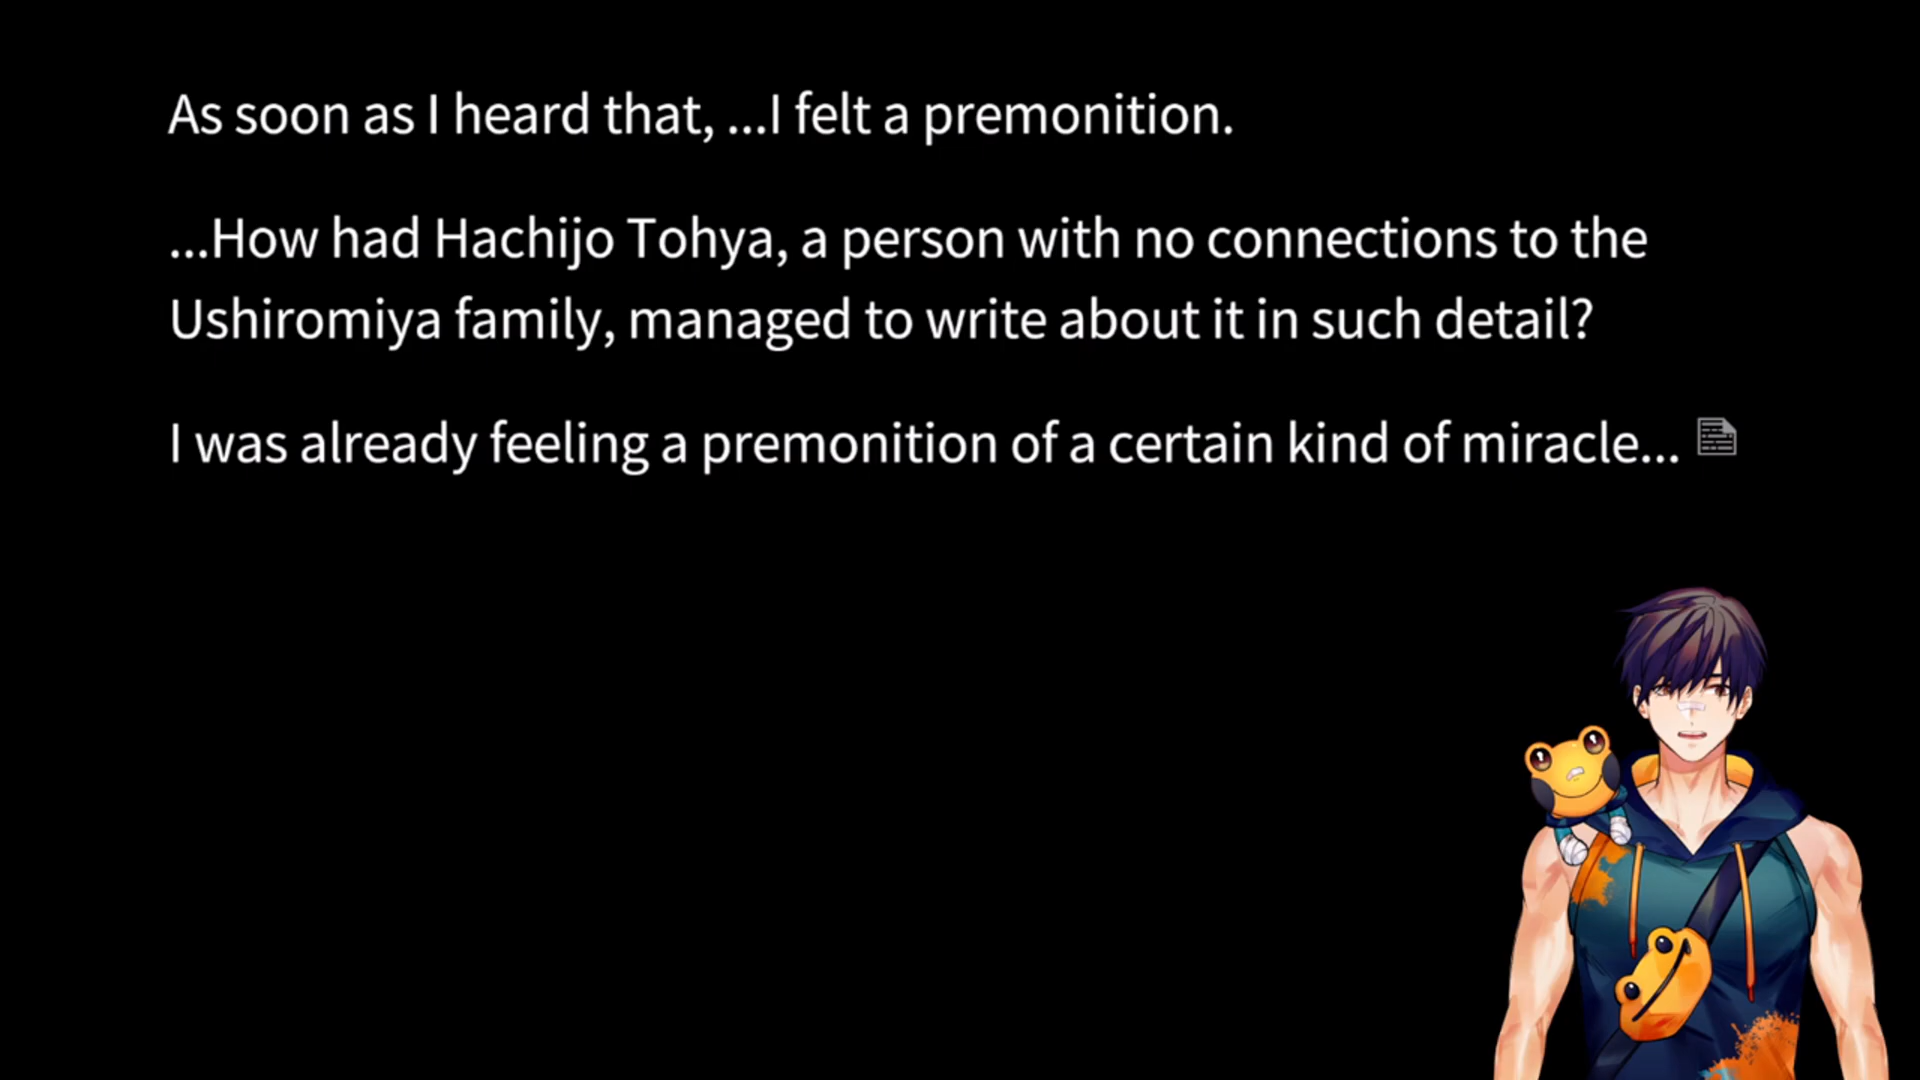 As soon as I heard that, ...I felt a premonition.
...How had Hachijo Tohya, a person with no connections to the
Ushiromiya family, managed to write about it in such detail?
I was already feeling a premonition of a certain kind of miracle...